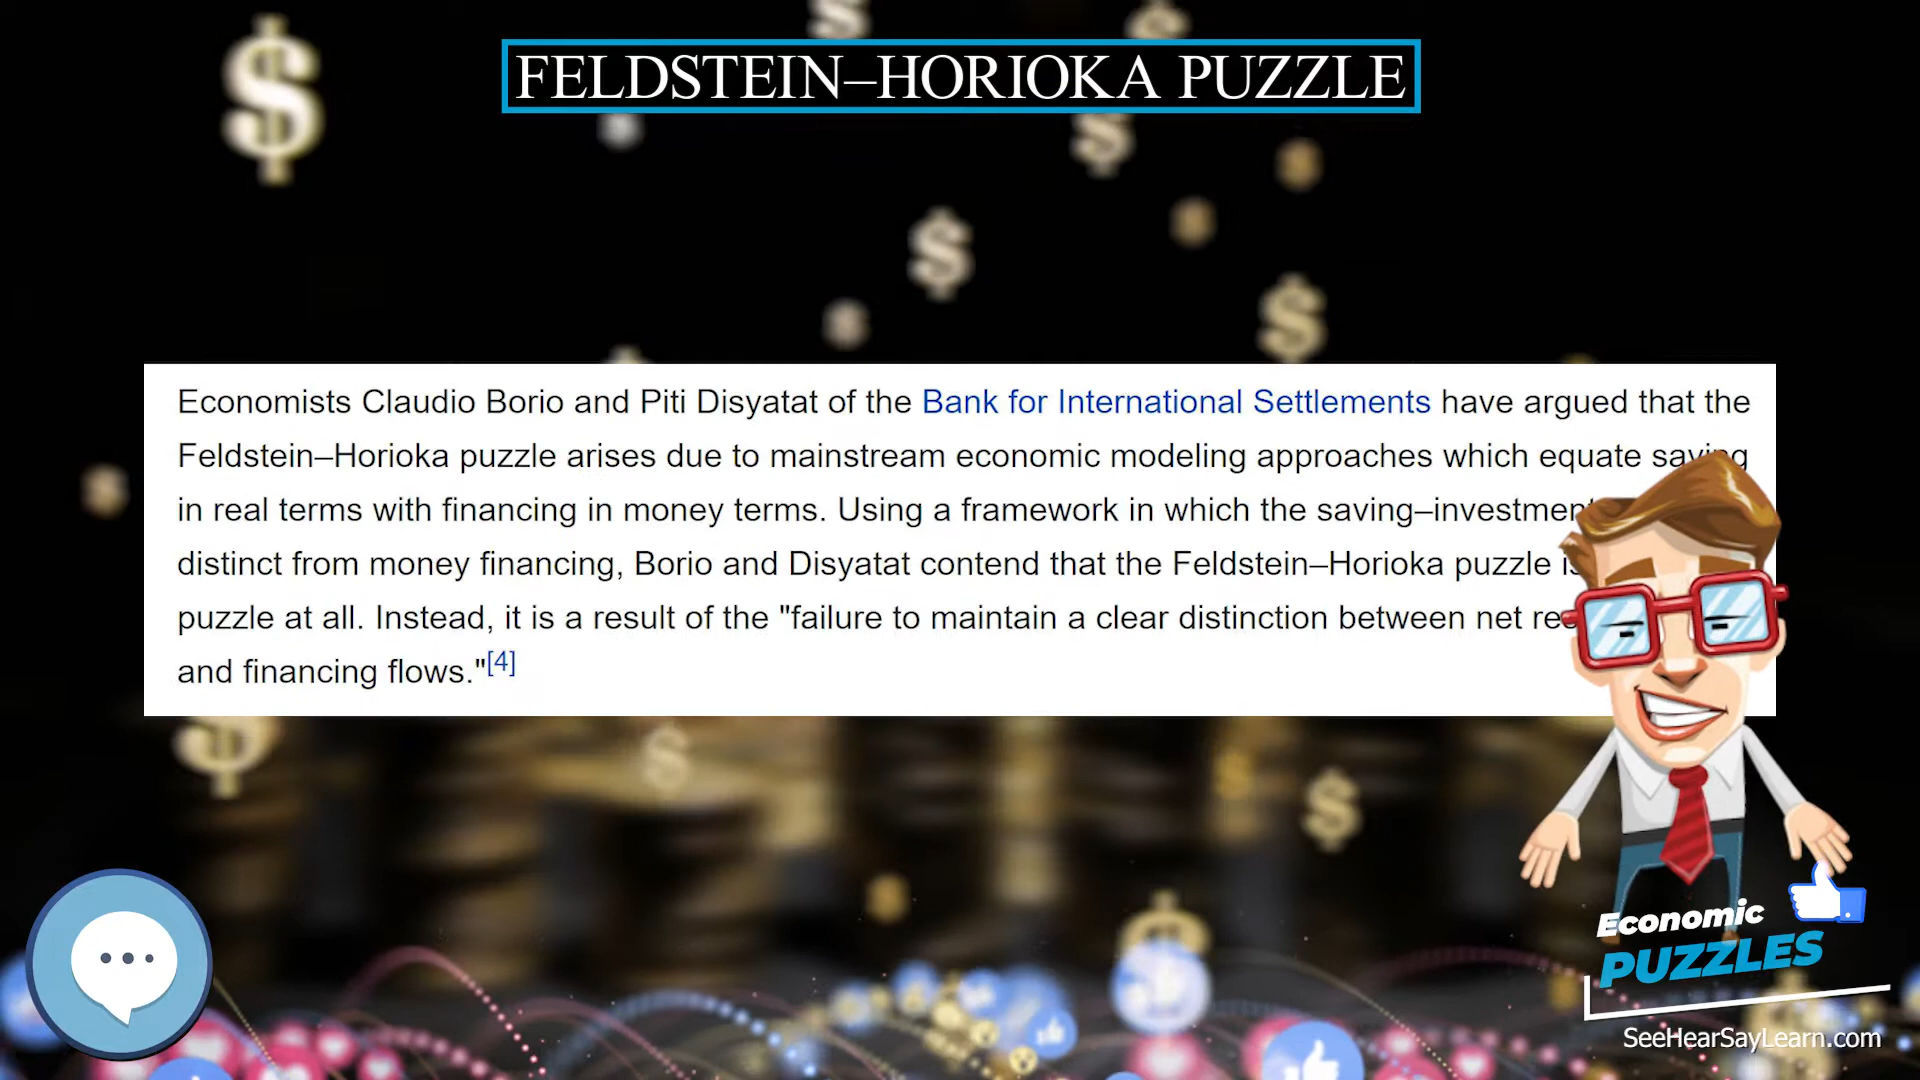 FELDSTEIN–HORIOKA PUZZLE
Economists Claudio Borio and Piti Disyatat of the Bank for International Settlements have argued that the
Feldstein–Horioka puzzle arises due to mainstream economic modeling approaches which equate saving
in real terms with financing in money terms. Using a framework in which the saving–investment
distinct from money financing, Borio and Disyatat contend that the Feldstein–Horioka puzzle
puzzle at all. Instead, it is a result of the "failure to maintain a clear distinction between net
and financing flows."[4]
Economic
PUZZLES
SeeHearSayLearn.com